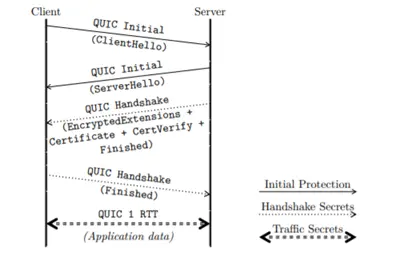 Client Server
QUIC Initial
(ClientHello)
QUIC Initial
(ServerHello)
QUIC Handshake
(EncryptedExtensions +
Certificate + CertVerify +
Finished)
QUIC Handshake
(Finished)
QUIC 1 RTT
(Application data)
Initial Protection
Handshake Secrets
Traffic Secrets